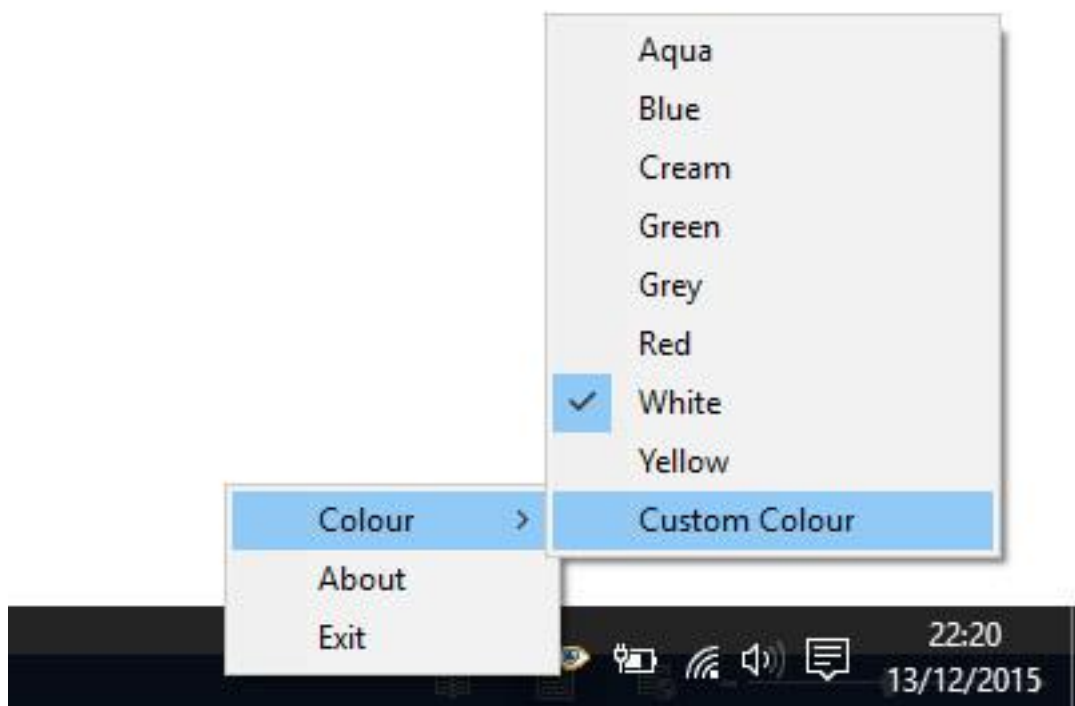 Aqua
Blue
Cream
Green
Grey
Red
White
Yellow
Custom Colour
Colour
About
Exit
22:20
13/12/2015